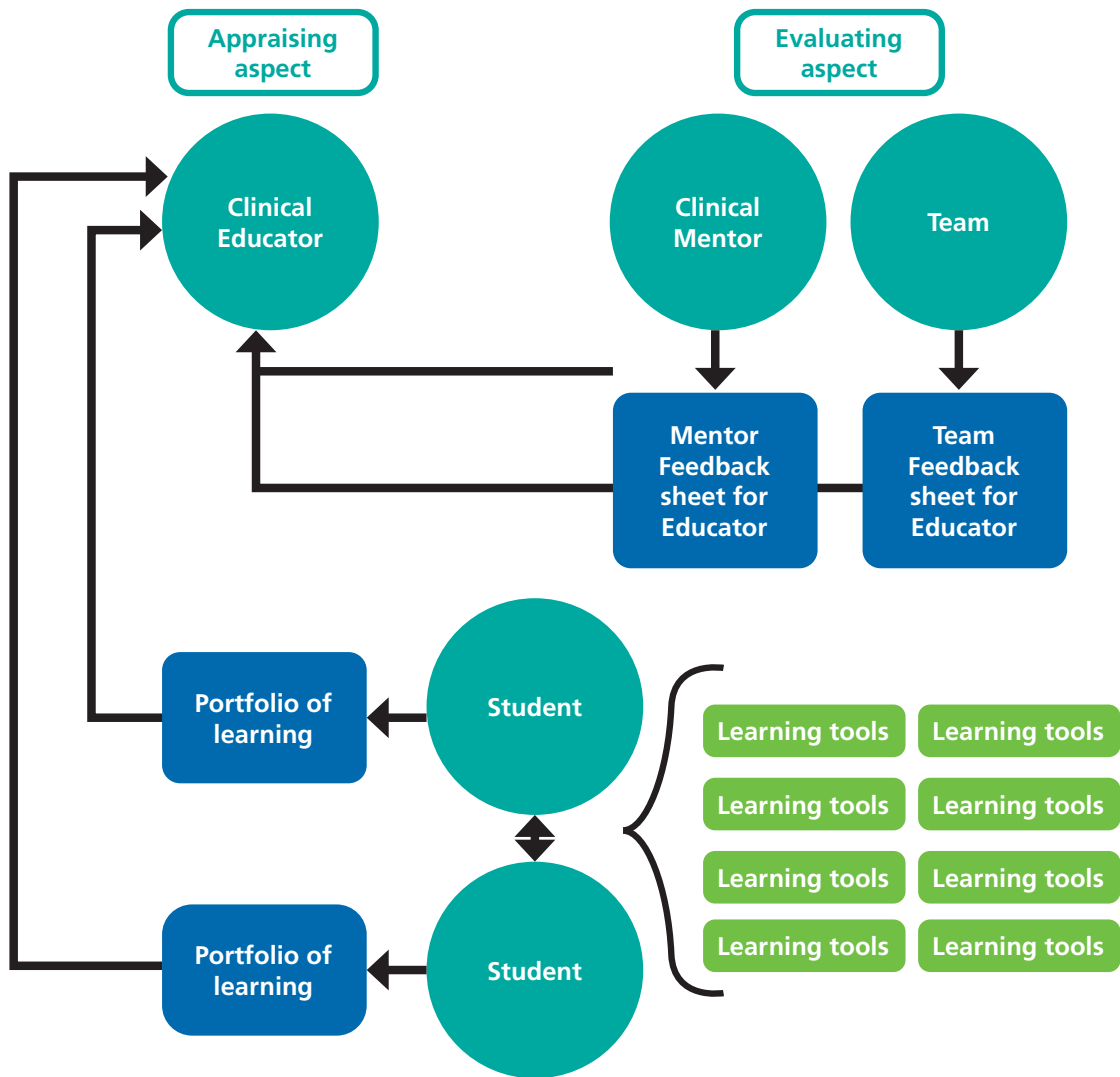 Appraising
aspect
Evaluating
aspect
Clinical
Educator
Clinical
Mentor
Team
Mentor
Feedback
sheet for
Educator
Team
Feedback
sheet for
Educator
Portfolio of
learning
Student
Learning tools
Learning tools
Learning tools
Learning tools
Learning tools
Learning tools
Learning tools
Learning tools
Portfolio of
learning
Student